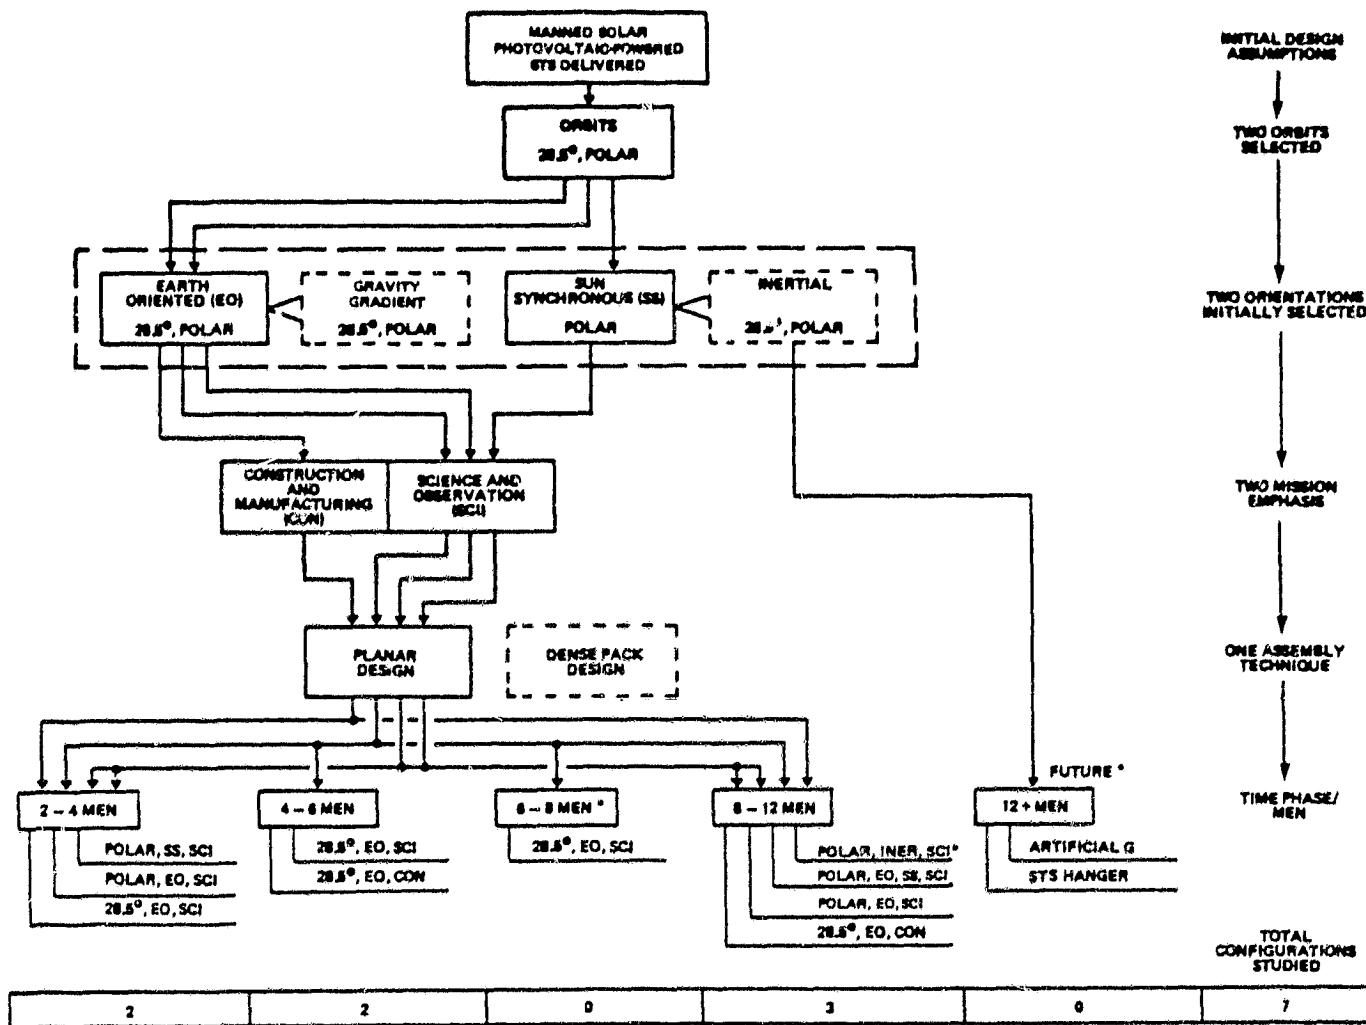 MANNED SOLAR
PHOTOVOLTAIC-POWERED
STS DELIVERED
INITIAL DESIGN
ASSUMPTIONS
ORBITS
28.5°, POLAR
TWO ORBITS
SELECTED
EARTH
ORIENTED (EO)
28.5°, POLAR
GRAVITY
GRADIENT
28.5°, POLAR
SUN
SYNCHRONOUS (SS)
POLAR
INERTIAL
28.5°, POLAR
TWO ORIENTATIONS
INITIALLY SELECTED
CONSTRUCTION
AND
MANUFACTURING
(CON)
SCIENCE AND
OBSERVATION
(SCI)
TWO MISSION
EMPHASIS
PLANAR
DESIGN
DENSE PACK
DESIGN
ONE ASSEMBLY
TECHNIQUE
FUTURE *
2 - 4 MEN
4 - 6 MEN
6 - 8 MEN *
8 - 12 MEN
12 + MEN
TIME PHASE/
MEN
POLAR, SS, SCI
POLAR, EO, SCI
28.5°, EO, SCI
28.5°, EO, SCI
28.5°, EO, CON
28.5°, EO, SCI
POLAR, INER, SCI*
POLAR, EO, SS, SCI
POLAR, EO, SCI
28.5°, EO, CON
ARTIFICIAL G
STS HANGER
TOTAL
CONFIGURATIONS
STUDIED
2 2 0 3 0 7